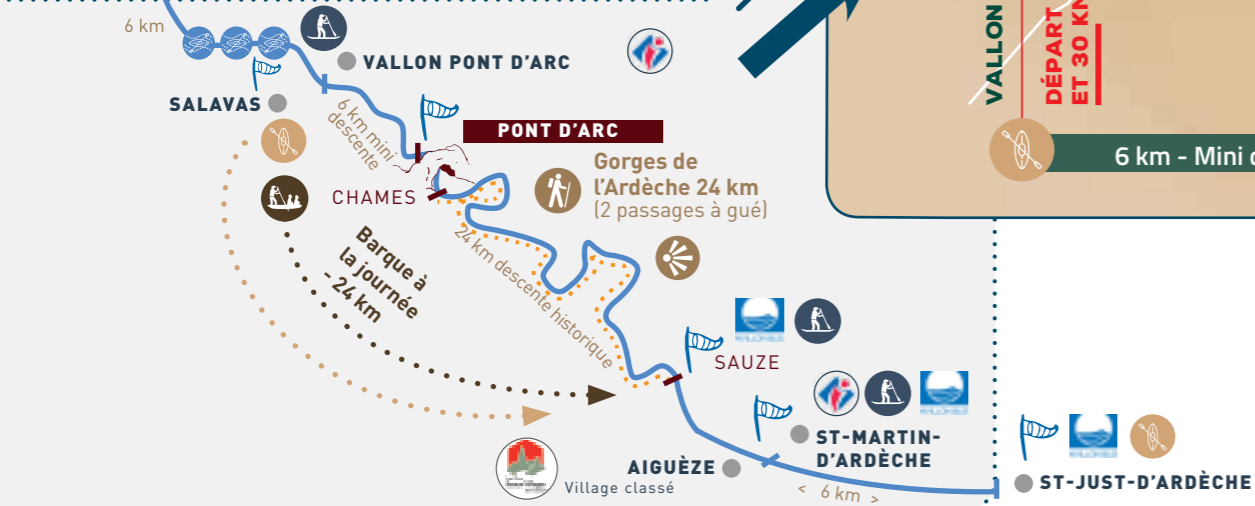 6 km
VALLON PONT D'ARC
SALAVAS
6 km mini
descente
PONT D'ARC
CHAMES
Gorges de
l'Ardèche 24 km
(2 passages à gué)
Barque à
la journée
- 24 km
24 km descente historique
SAUZE
ST-MARTIN-
D'ARDÈCHE
AIGUÈZE
Village classé
< 6 km >
ST-JUST-D'ARDÈCHE
VALLON
DÉPART
ET 30 KM
6 km - Mini